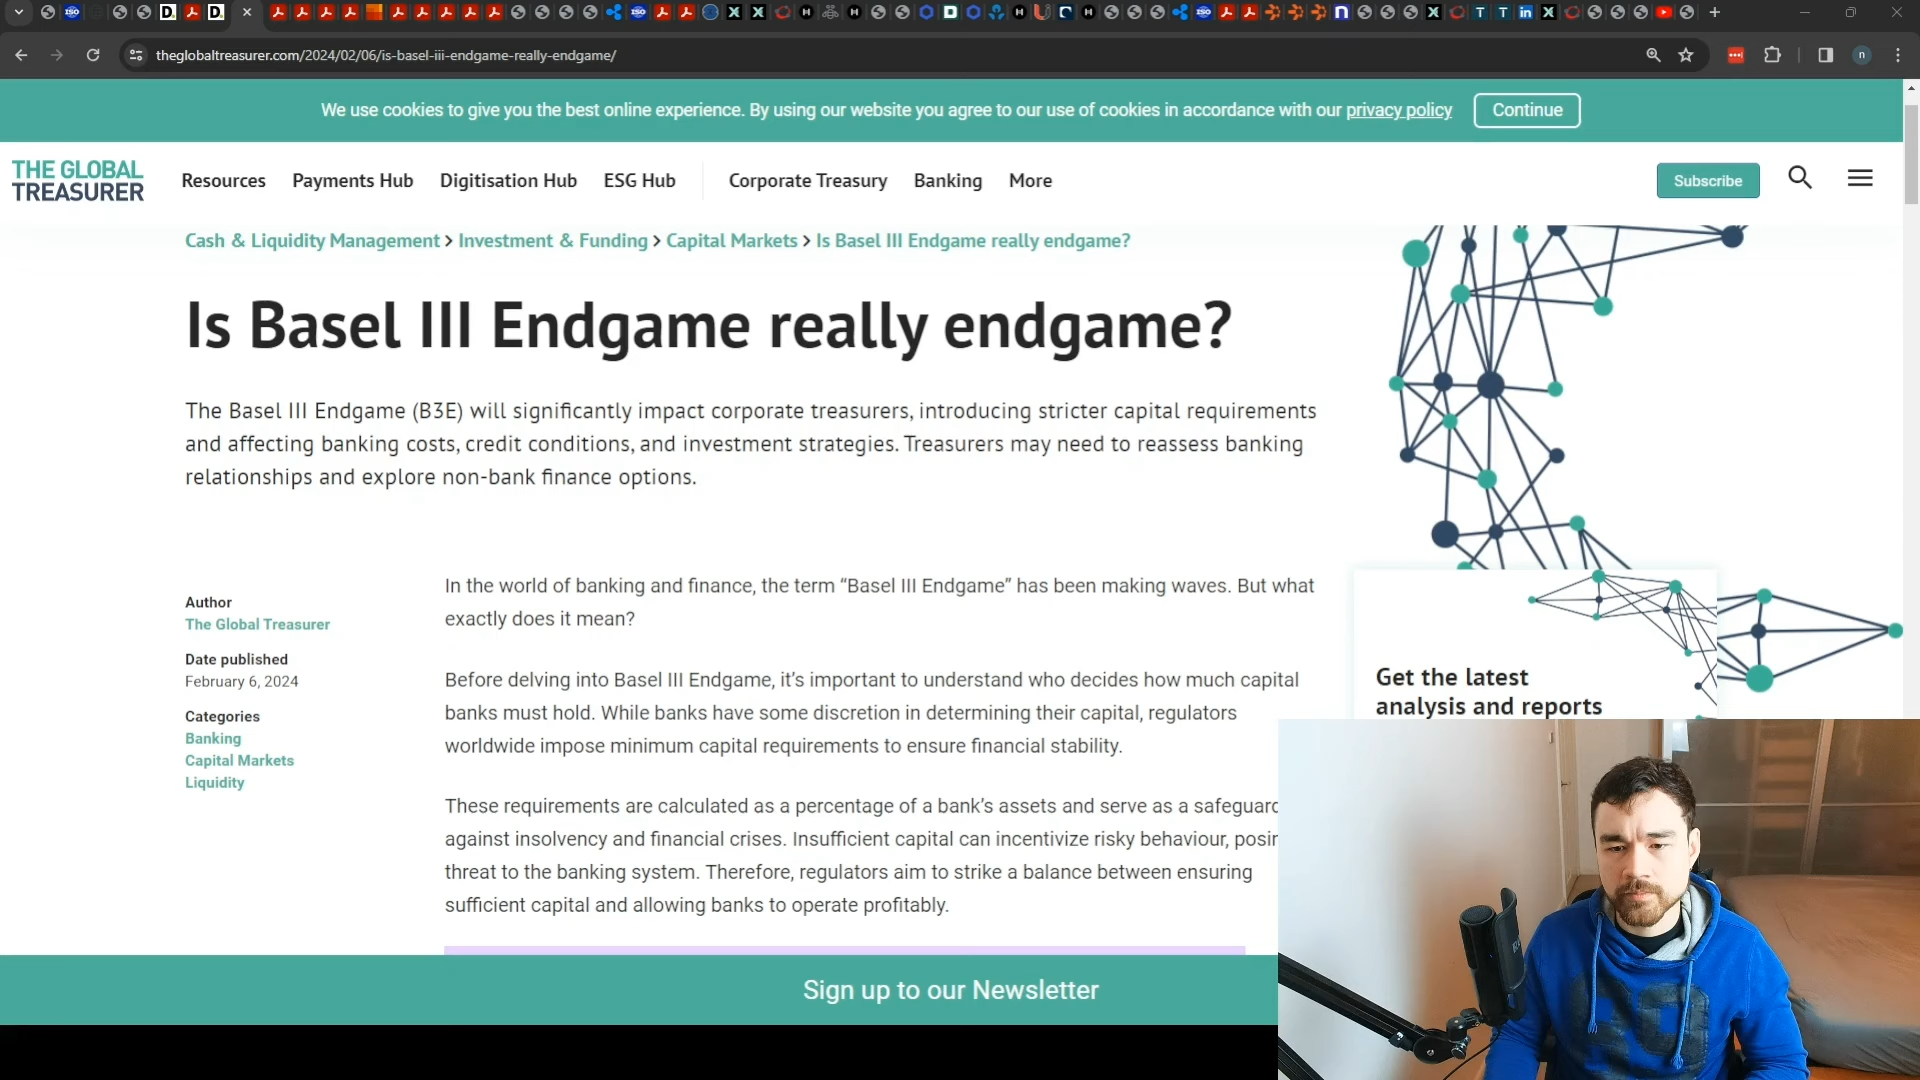 theglobaltreasurer.com/2024/02/06/is-basel-iii-endgame-really-endgame/
We use cookies to give you the best online experience. By using our website you agree to our use of cookies in accordance with our privacy policy
Continue
THE GLOBAL
TREASURER
Resources
Payments Hub
Digitisation Hub
ESG Hub
Corporate Treasury
Banking
More
Subscribe
Cash & Liquidity Management > Investment & Funding > Capital Markets > Is Basel III Endgame really endgame?
Is Basel III Endgame really endgame?
The Basel III Endgame (B3E) will significantly impact corporate treasurers, introducing stricter capital requirements
and affecting banking costs, credit conditions, and investment strategies. Treasurers may need to reassess banking
relationships and explore non-bank finance options.
Author
The Global Treasurer
Date published
February 6, 2024
Categories
Banking
Capital Markets
Liquidity
In the world of banking and finance, the term “Basel III Endgame” has been making waves. But what
exactly does it mean?
Before delving into Basel III Endgame, it’s important to understand who decides how much capital
banks must hold. While banks have some discretion in determining their capital, regulators
worldwide impose minimum capital requirements to ensure financial stability.
These requirements are calculated as a percentage of a bank’s assets and serve as a safeguard
against insolvency and financial crises. Insufficient capital can incentivize risky behaviour, posin
threat to the banking system. Therefore, regulators aim to strike a balance between ensuring
sufficient capital and allowing banks to operate profitably.
Get the latest
analysis and reports
Sign up to our Newsletter